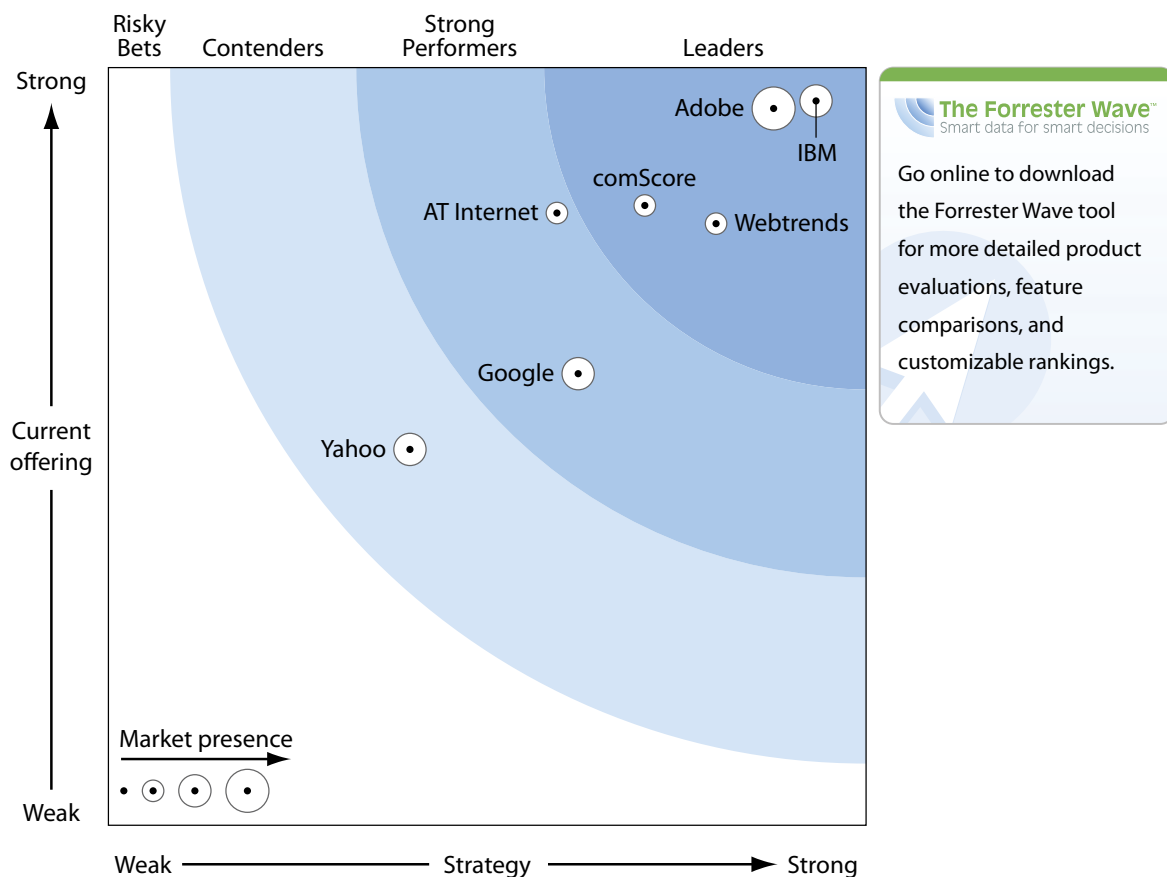 Risky
Bets
Contenders
Strong
Performers
Leaders
Strong
Adobe
IBM
comScore
AT Internet
Webtrends
Google
Yahoo
Current
offering
Market presence
Weak
Weak
Strategy
Strong
The Forrester Wave™
Smart data for smart decisions
Go online to download
the Forrester Wave tool
for more detailed product
evaluations, feature
comparisons, and
customizable rankings.